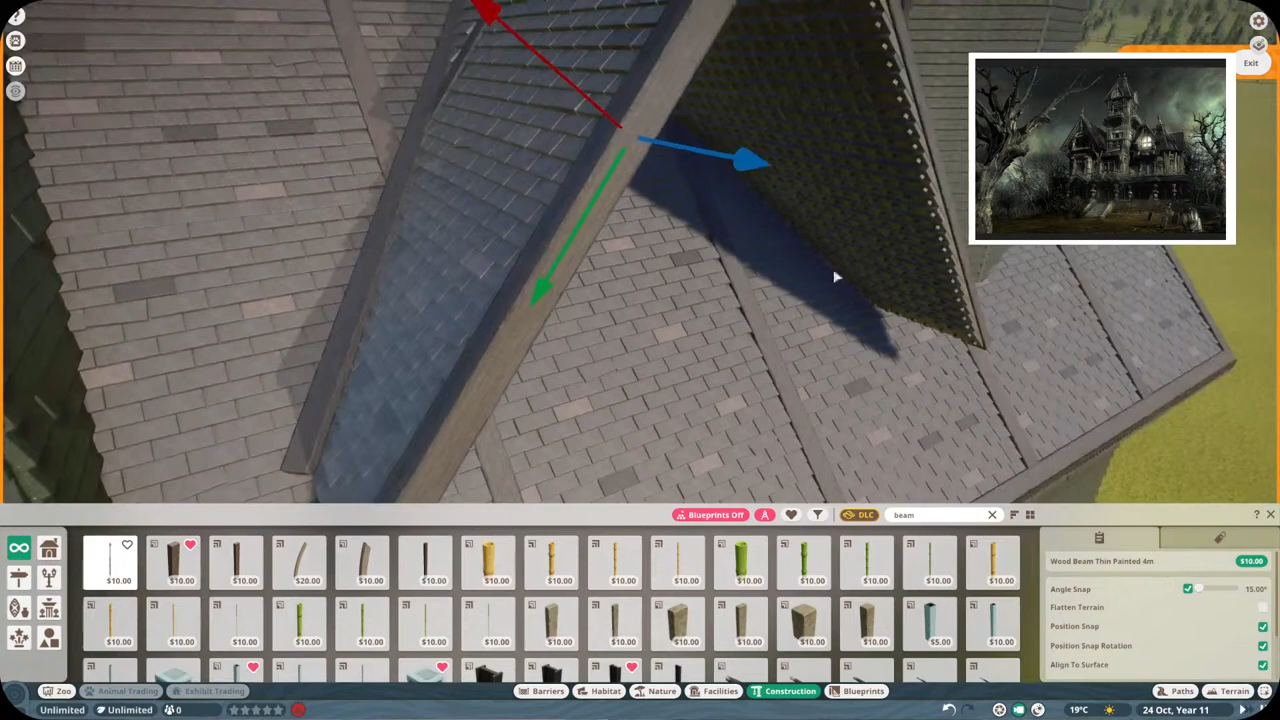 Exit
Blueprints Off
DLC
beam
$10.00 $10.00 $10.00 $20.00 $10.00 $10.00 $10.00 $10.00 $10.00 $10.00 $10.00 $10.00 $10.00 $10.00 $10.00
$10.00 $10.00 $10.00 $10.00 $10.00 $10.00 $10.00 $10.00 $10.00 $10.00 $10.00 $10.00 $10.00 $5.00 $10.00
Wood Beam Thin Painted 4m $10.00
Angle Snap 15.00°
Flatten Terrain
Position Snap
Position Snap Rotation
Align To Surface
Zoo Animal Trading Exhibit Trading Barriers Habitat Nature Facilities Construction Blueprints Paths Terrain
Unlimited Unlimited 0 19°C 24 Oct, Year 11